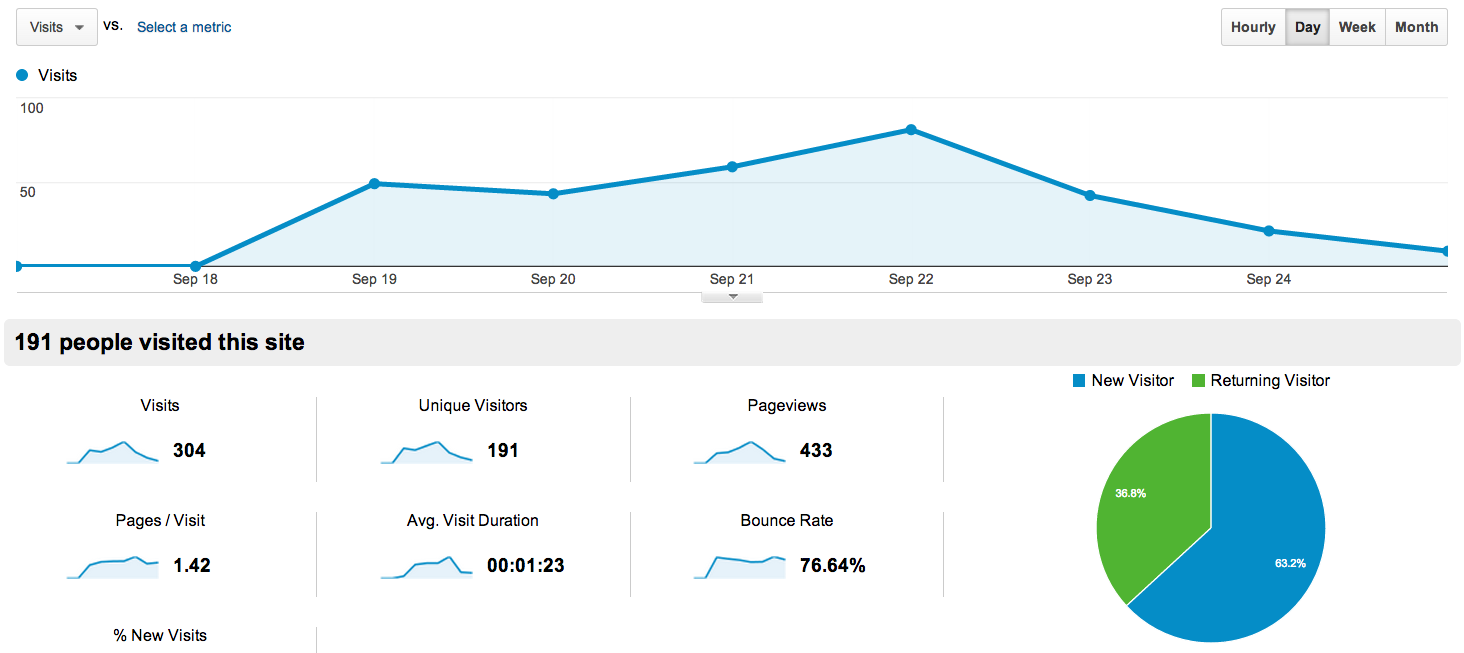 Visits vs. Select a metric Hourly Day Week Month
Visits
100
50
Sep 18 Sep 19 Sep 20 Sep 21 Sep 22 Sep 23 Sep 24
191 people visited this site
New Visitor Returning Visitor
Visits Unique Visitors Pageviews
304 191 433
36.8%
Pages / Visit Avg. Visit Duration Bounce Rate
1.42 00:01:23 76.64%
63.2%
% New Visits